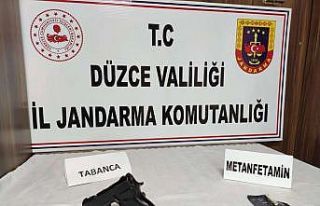 T.C
DÜZCE VALİLİĞİ
İL JANDARMA KOMUTANLIĞI
TABANCA
METANFETAMİN